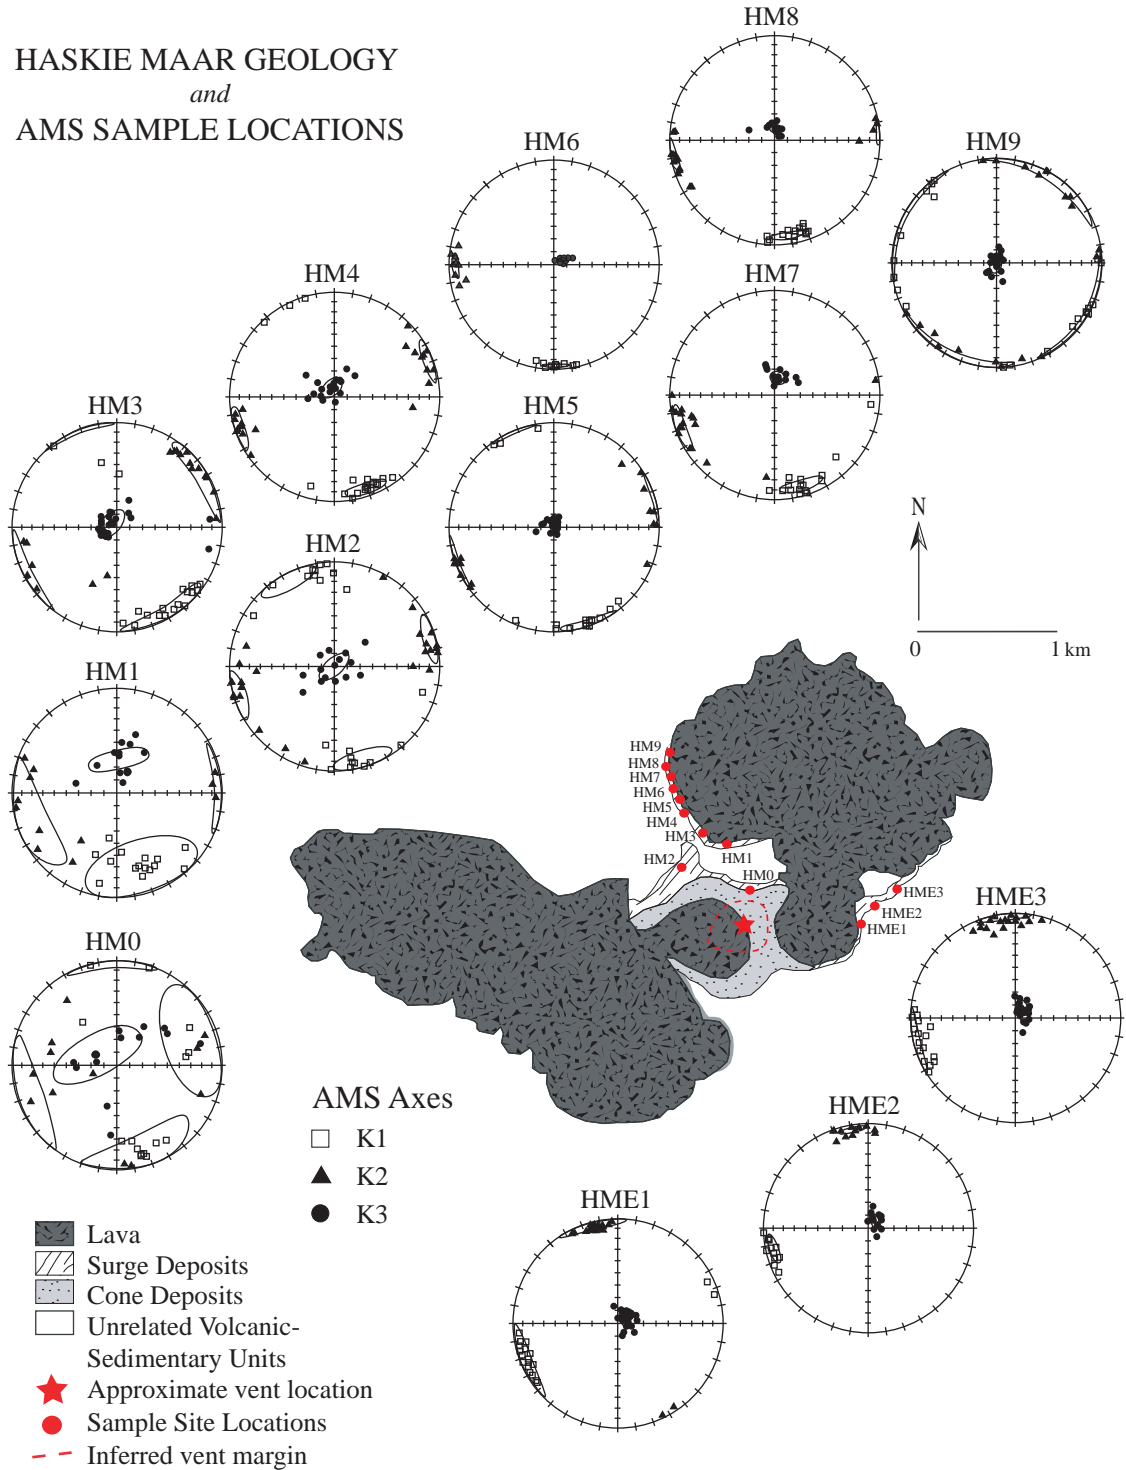 HASKIE MAAR GEOLOGY
and
AMS SAMPLE LOCATIONS
HM8
HM6
HM9
HM4
HM7
HM3
HM5
HM2
HM1
HM0
N
0 1 km
HM9
HM8
HM7
HM6
HM5
HM4
HM3
HM1
HM2
HM0
HME3
HME2
HME1
HME3
HME2
HME1
AMS Axes
K1
K2
K3
Lava
Surge Deposits
Cone Deposits
Unrelated Volcanic-
Sedimentary Units
Approximate vent location
Sample Site Locations
Inferred vent margin